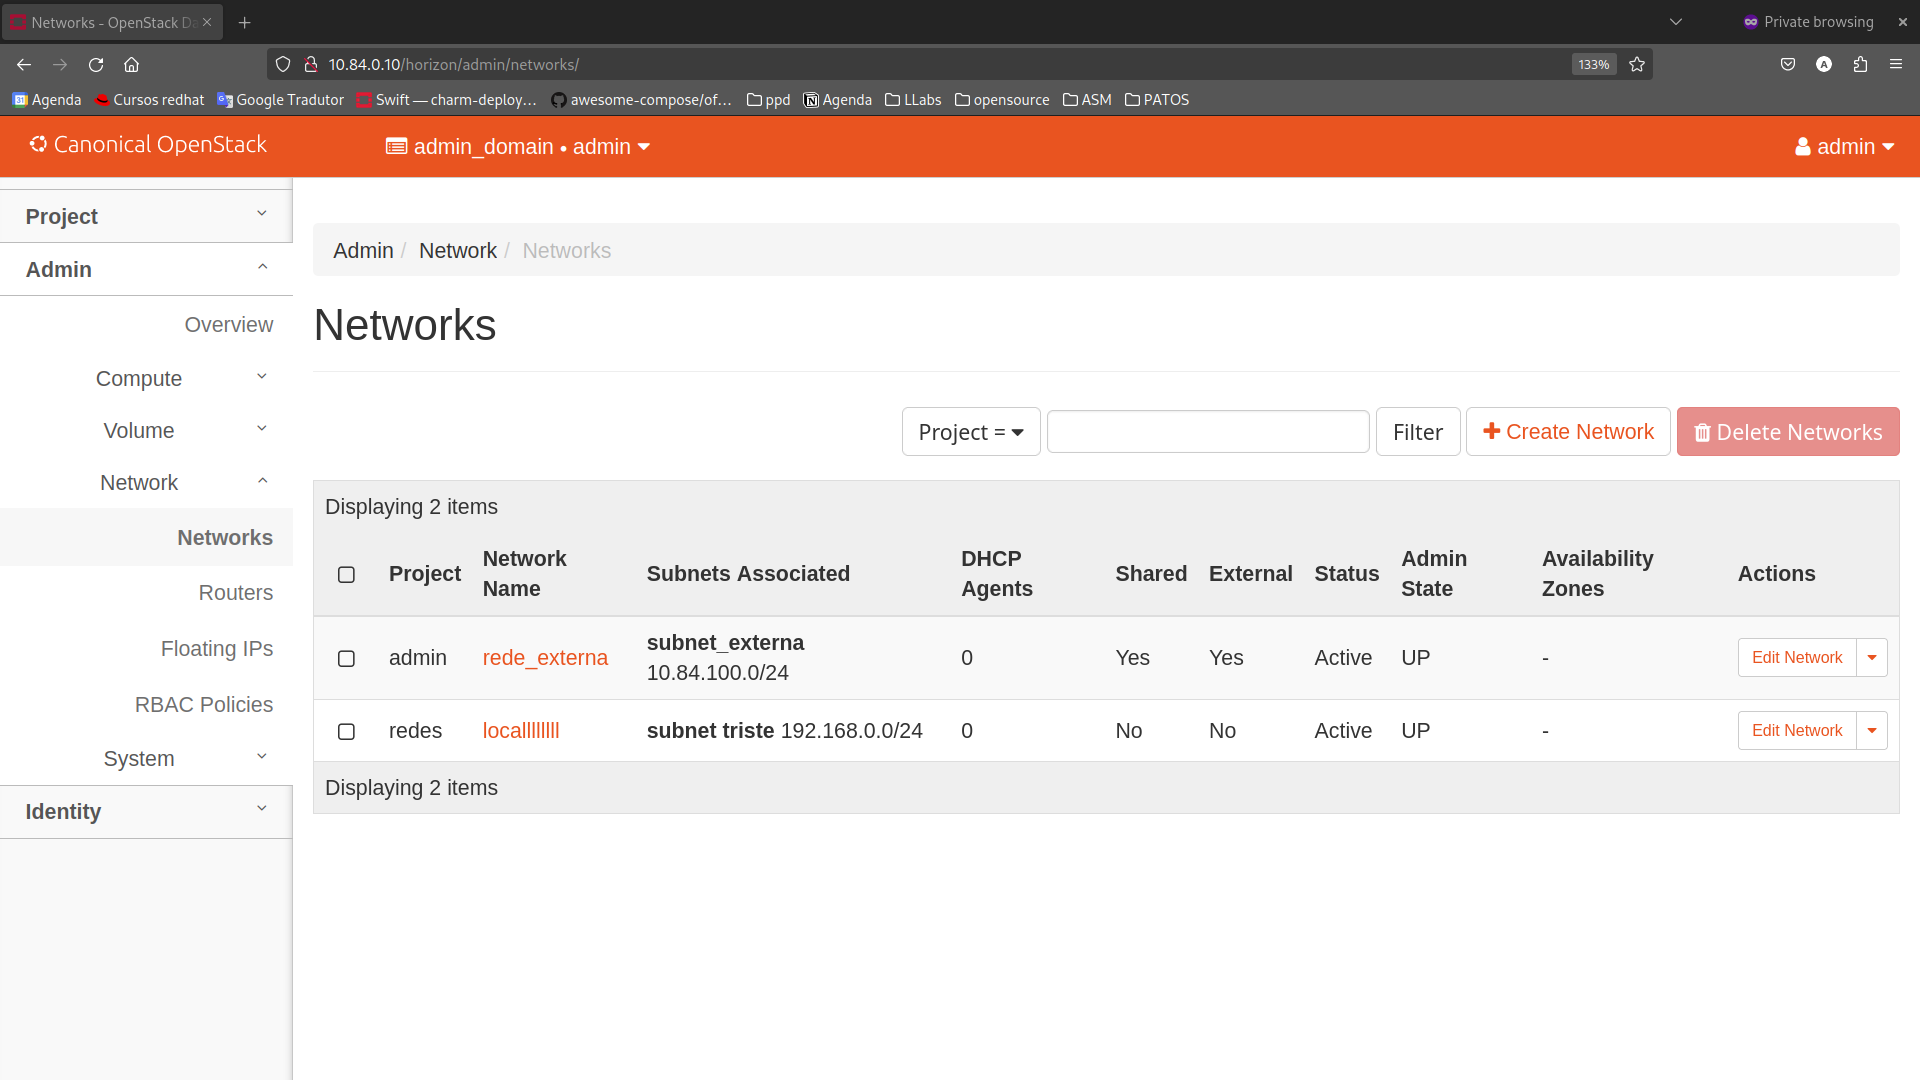 Networks - OpenStack Da
Private browsing
10.84.0.10/horizon/admin/networks/
133%
Agenda
Cursos redhat
Google Tradutor
Swift — charm-deploy…
awesome-compose/of…
ppd
Agenda
LLabs
opensource
ASM
PATOS
Canonical OpenStack
admin_domain • admin
admin
Project
Admin
Overview
Compute
Volume
Network
Networks
Routers
Floating IPs
RBAC Policies
System
Identity
Admin / Network / Networks
Networks
Project =
Filter
Create Network
Delete Networks
Displaying 2 items
Project
Network Name
Subnets Associated
DHCP Agents
Shared
External
Status
Admin State
Availability Zones
Actions
admin
rede_externa
subnet_externa
10.84.100.0/24
0
Yes
Yes
Active
UP
-
Edit Network
redes
localllllllll
subnet triste 192.168.0.0/24
0
No
No
Active
UP
-
Edit Network
Displaying 2 items